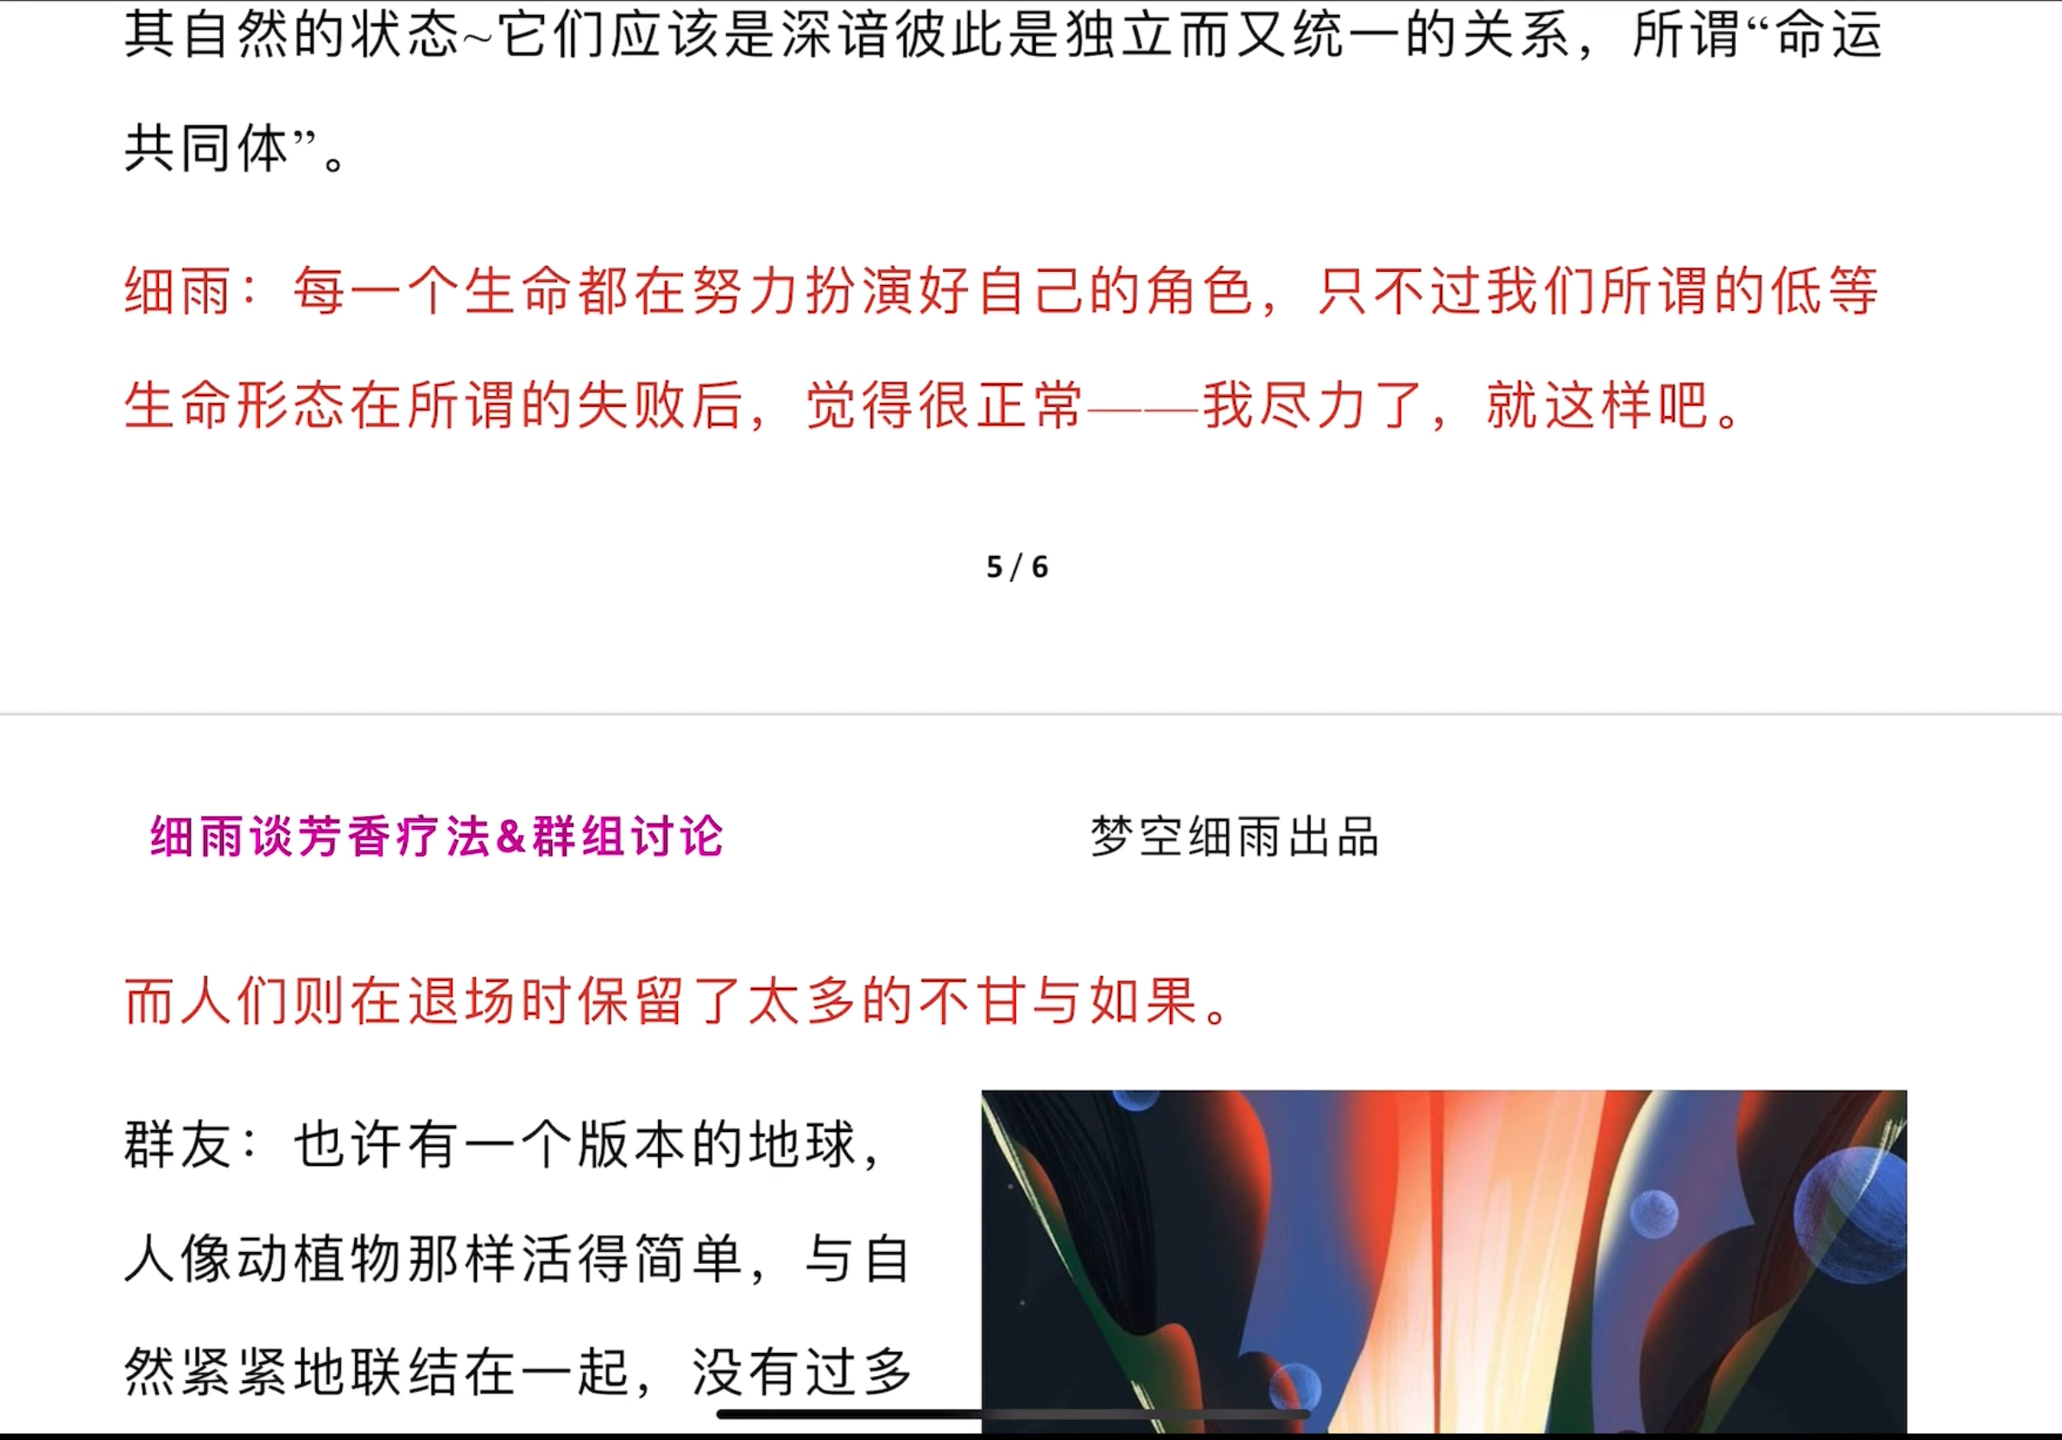 其自然的状态~它们应该是深谙彼此是独立而又统一的关系，所谓“命运
共同体”。
细雨：每一个生命都在努力扮演好自己的角色，只不过我们所谓的低等
生命形态在所谓的失败后，觉得很正常——我尽力了，就这样吧。
5 / 6
细雨谈芳香疗法&群组讨论 梦空细雨出品
而人们则在退场时保留了太多的不甘与如果。
群友：也许有一个版本的地球，
人像动植物那样活得简单，与自
然紧紧地联结在一起，没有过多